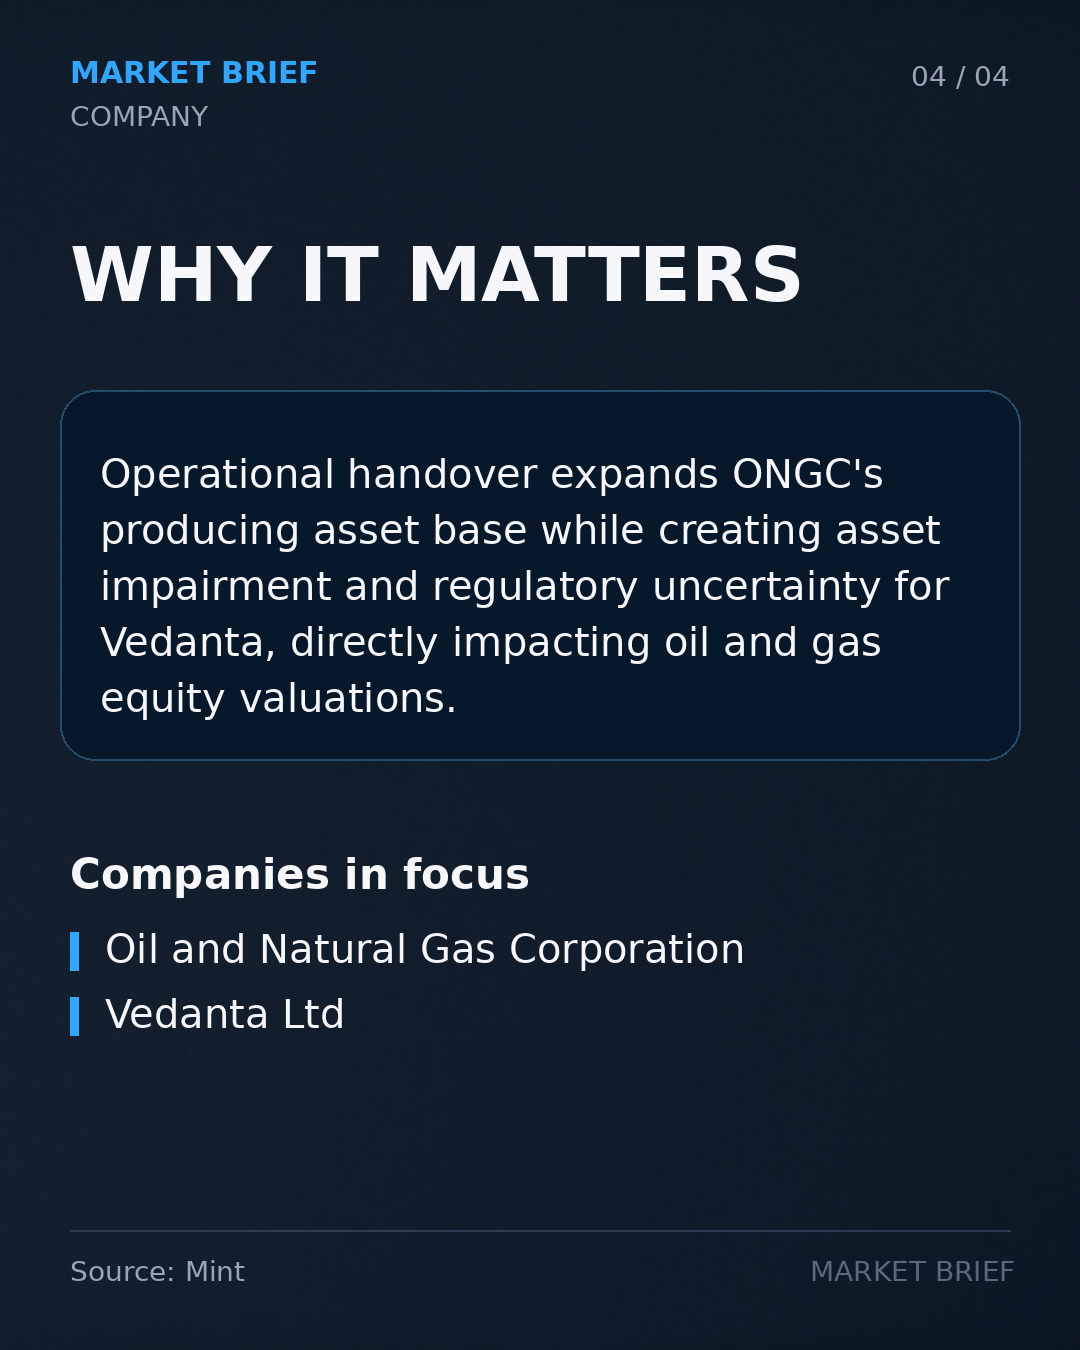 MARKET BRIEF
04 / 04
COMPANY
WHY IT MATTERS
Operational handover expands ONGC's
producing asset base while creating asset
impairment and regulatory uncertainty for
Vedanta, directly impacting oil and gas
equity valuations.
Companies in focus
Oil and Natural Gas Corporation
Vedanta Ltd
Source: Mint
MARKET BRIEF